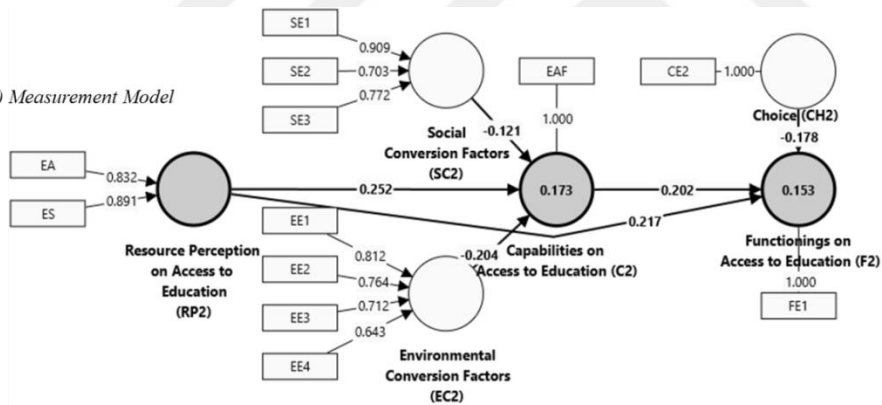 SE1
0.909
SE2
0.703
SE3
0.772
EAF
1.000
CE2
1.000
Choice (CH2)
-0.178
) Measurement Model
Social
Conversion Factors
(SC2)
-0.121
EA
0.832
ES
0.891
Resource Perception
on Access to
Education
(RP2)
0.252
0.173
0.202
0.217
0.153
Capabilities on
Access to Education (C2)
Functionings on
Access to Education (F2)
1.000
FE1
EE1
0.812
EE2
0.764
EE3
0.712
EE4
0.643
-0.204
Environmental
Conversion Factors
(EC2)